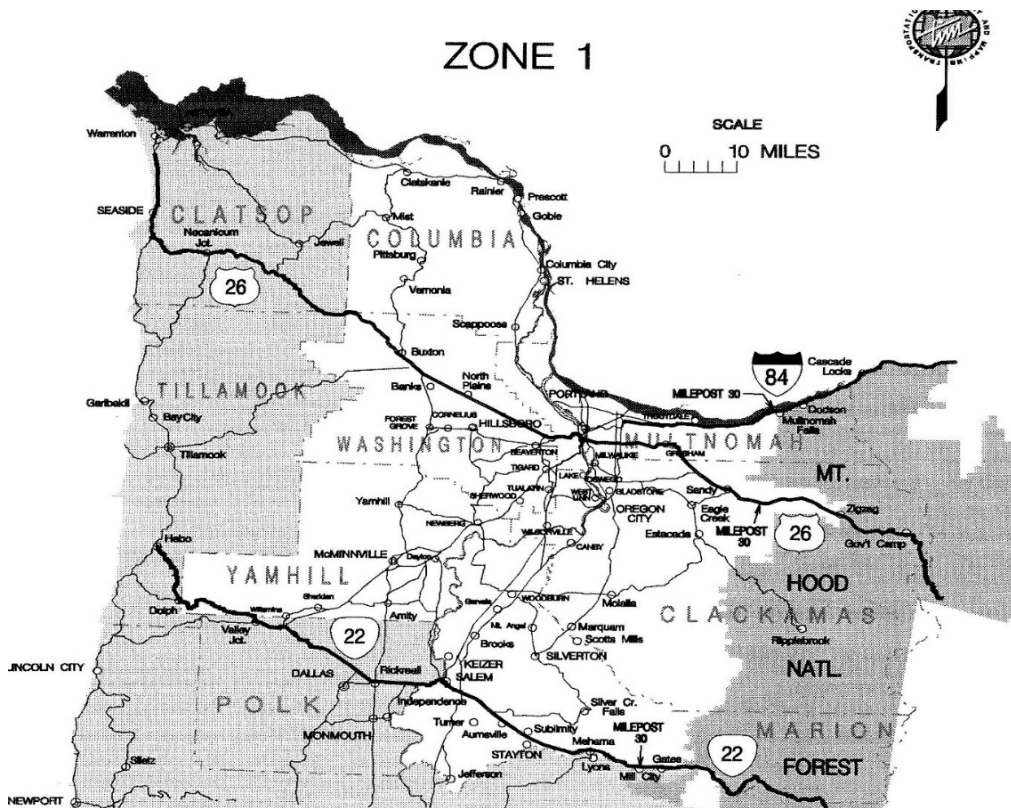 ZONE 1
TRANSPORTATION
AND MAPPING
SCALE
0 10 MILES
Warrenton
Clatskanie
Rainier
Prescott
SEASIDE
CLATSOP
Goble
Mist
Necanicum
Jct.
Jewell
COLUMBIA
Pittsburg
Columbia City
ST. HELENS
26
Vernonia
Scappoose
Buxton
Cascade
Locks
84
TILLAMOOK
Banks
North
Plains
PORTLAND
MILEPOST 30
Garibaldi
Bay City
TROUTDALE
Dodson
Multnomah
Falls
FOREST
GROVE
CORNELIUS
HILLSBORO
WASHINGTON
MULTNOMAH
Tillamook
BEAVERTON
MILWAUKIE
GRESHAM
TIGARD
LAKE
OSWEGO
MT.
TUALATIN
WEST
LINN
GLADSTONE
Sandy
SHERWOOD
Yamhill
OREGON
CITY
Eagle
Creek
MILEPOST
30
Zigzag
NEWBERG
WILSONVILLE
Estacada
26
Gov't Camp
Hebo
CANBY
McMINNVILLE
Dayton
YAMHILL
HOOD
Sheridan
Gervais
WOODBURN
Molalla
CLACKAMAS
Dolph
Willamina
Amity
Valley
Jct.
22
Mt. Angel
Marquam
Scotts Mills
Brooks
Ripplebrook
LINCOLN CITY
DALLAS
Rickreall
KEIZER
SALEM
SILVERTON
NATL.
POLK
Independence
Silver Cr.
Falls
MONMOUTH
Turner
Aumsville
Sublimity
STAYTON
Mehama
MILEPOST
30
MARION
Siletz
Jefferson
Lyons
Mill City
Gates
22
FOREST
NEWPORT